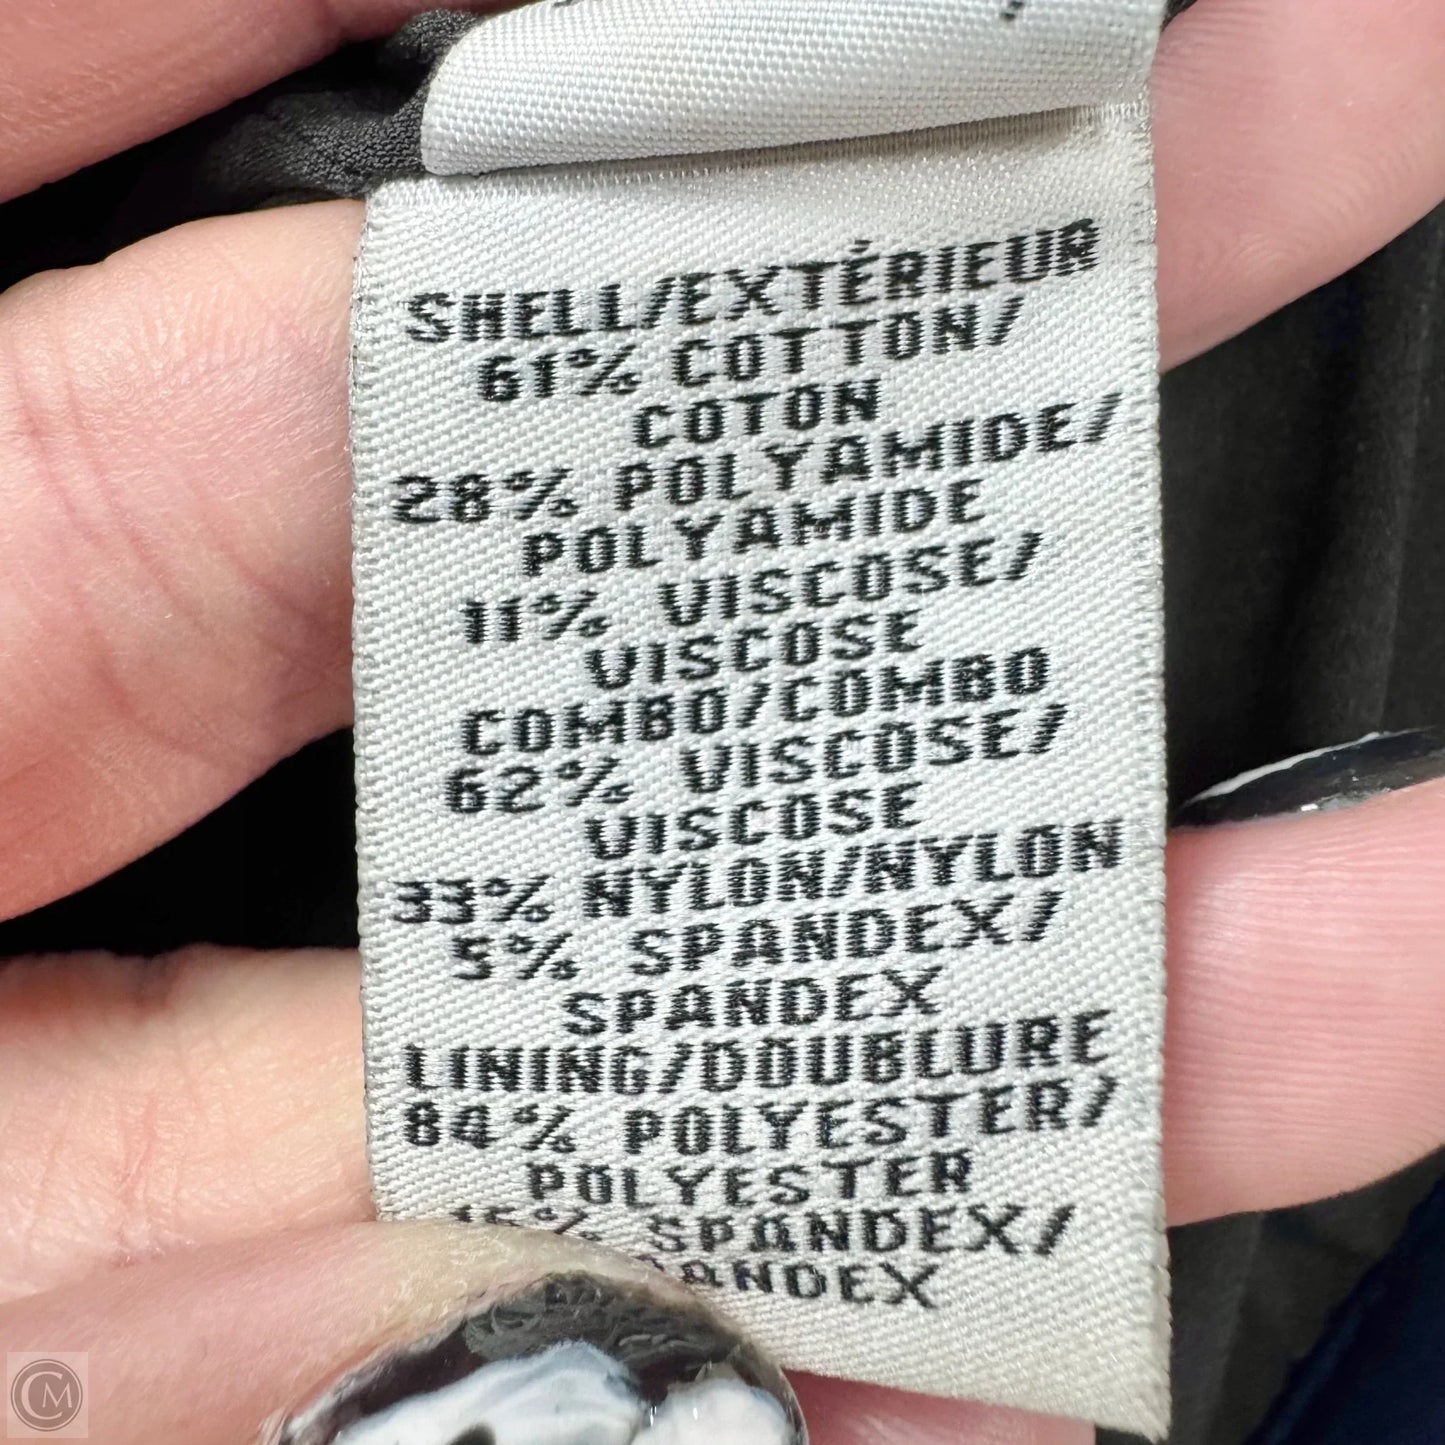 SHELL/EXTÉRIEUR
61% COTTON/
COTON
28% POLYAMIDE/
POLYAMIDE
11% VISCOSE/
VISCOSE
COMBO/COMBO
62% VISCOSE/
VISCOSE
33% NYLON/NYLON
5% SPANDEX/
SPANDEX
LINING/DOUBLURE
84% POLYESTER/
POLYESTER
SPANDEX/
CM